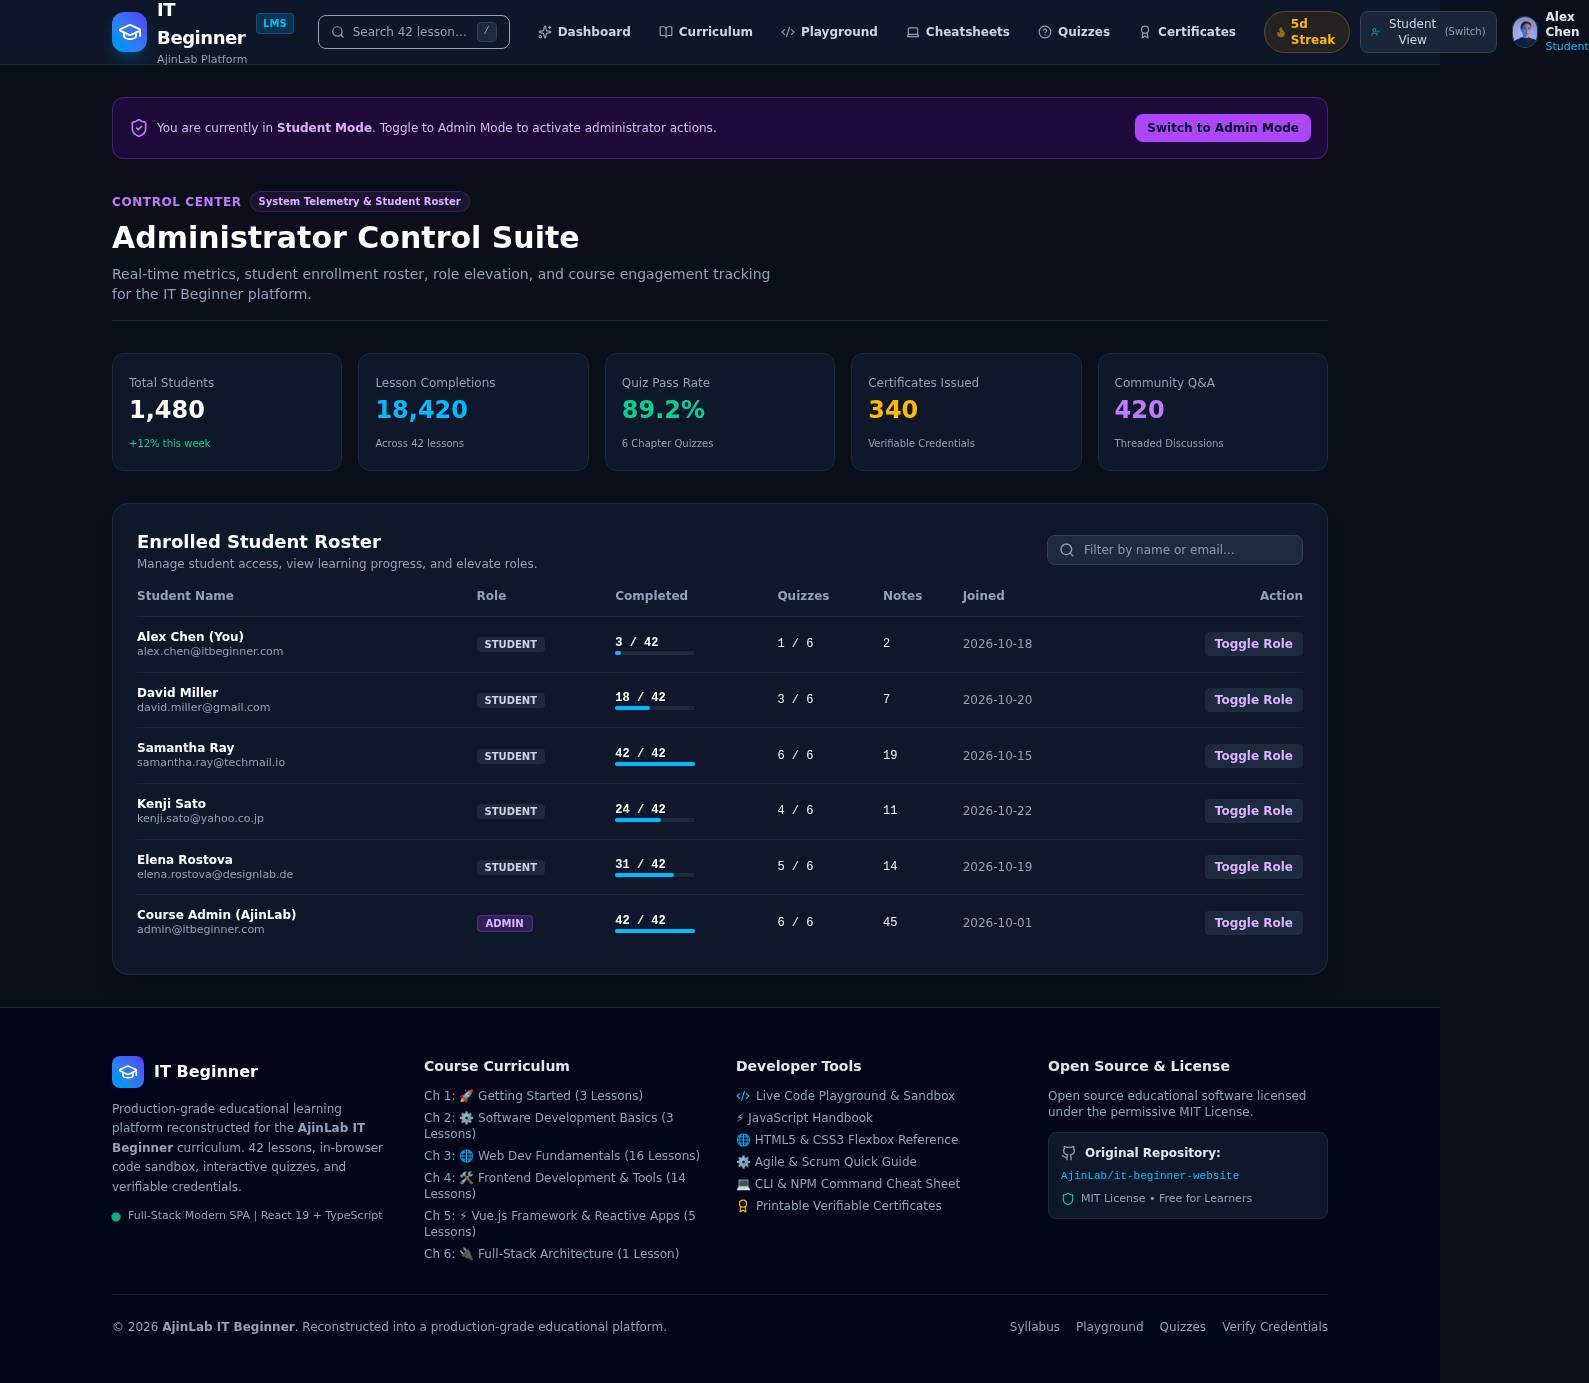 IT
Beginner
LMS
AjinLab Platform
Search 42 lesson...
/
Dashboard
Curriculum
Playground
Cheatsheets
Quizzes
Certificates
5d
Streak
Student
View
(Switch)
Alex
Chen
Student
You are currently in Student Mode. Toggle to Admin Mode to activate administrator actions.
Switch to Admin Mode
CONTROL CENTER
System Telemetry & Student Roster
Administrator Control Suite
Real-time metrics, student enrollment roster, role elevation, and course engagement tracking
for the IT Beginner platform.
Total Students
1,480
+12% this week
Lesson Completions
18,420
Across 42 lessons
Quiz Pass Rate
89.2%
6 Chapter Quizzes
Certificates Issued
340
Verifiable Credentials
Community Q&A
420
Threaded Discussions
Enrolled Student Roster
Manage student access, view learning progress, and elevate roles.
Filter by name or email...
Student Name Role Completed Quizzes Notes Joined Action
Alex Chen (You)
alex.chen@itbeginner.com
STUDENT 3 / 42 1 / 6 2 2026-10-18 Toggle Role
David Miller
david.miller@gmail.com
STUDENT 18 / 42 3 / 6 7 2026-10-20 Toggle Role
Samantha Ray
samantha.ray@techmail.io
STUDENT 42 / 42 6 / 6 19 2026-10-15 Toggle Role
Kenji Sato
kenji.sato@yahoo.co.jp
STUDENT 24 / 42 4 / 6 11 2026-10-22 Toggle Role
Elena Rostova
elena.rostova@designlab.de
STUDENT 31 / 42 5 / 6 14 2026-10-19 Toggle Role
Course Admin (AjinLab)
admin@itbeginner.com
ADMIN 42 / 42 6 / 6 45 2026-10-01 Toggle Role
IT Beginner
Production-grade educational learning
platform reconstructed for the AjinLab IT
Beginner curriculum. 42 lessons, in-browser
code sandbox, interactive quizzes, and
verifiable credentials.
Full-Stack Modern SPA | React 19 + TypeScript
Course Curriculum
Ch 1: 🚀 Getting Started (3 Lessons)
Ch 2: ⚙️ Software Development Basics (3
Lessons)
Ch 3: 🌐 Web Dev Fundamentals (16 Lessons)
Ch 4: 🛠️ Frontend Development & Tools (14
Lessons)
Ch 5: ⚡ Vue.js Framework & Reactive Apps (5
Lessons)
Ch 6: 🔌 Full-Stack Architecture (1 Lesson)
Developer Tools
Live Code Playground & Sandbox
⚡ JavaScript Handbook
🌐 HTML5 & CSS3 Flexbox Reference
⚙️ Agile & Scrum Quick Guide
💻 CLI & NPM Command Cheat Sheet
Printable Verifiable Certificates
Open Source & License
Open source educational software licensed
under the permissive MIT License.
Original Repository:
AjinLab/it-beginner-website
MIT License • Free for Learners
© 2026 AjinLab IT Beginner. Reconstructed into a production-grade educational platform.
Syllabus Playground Quizzes Verify Credentials